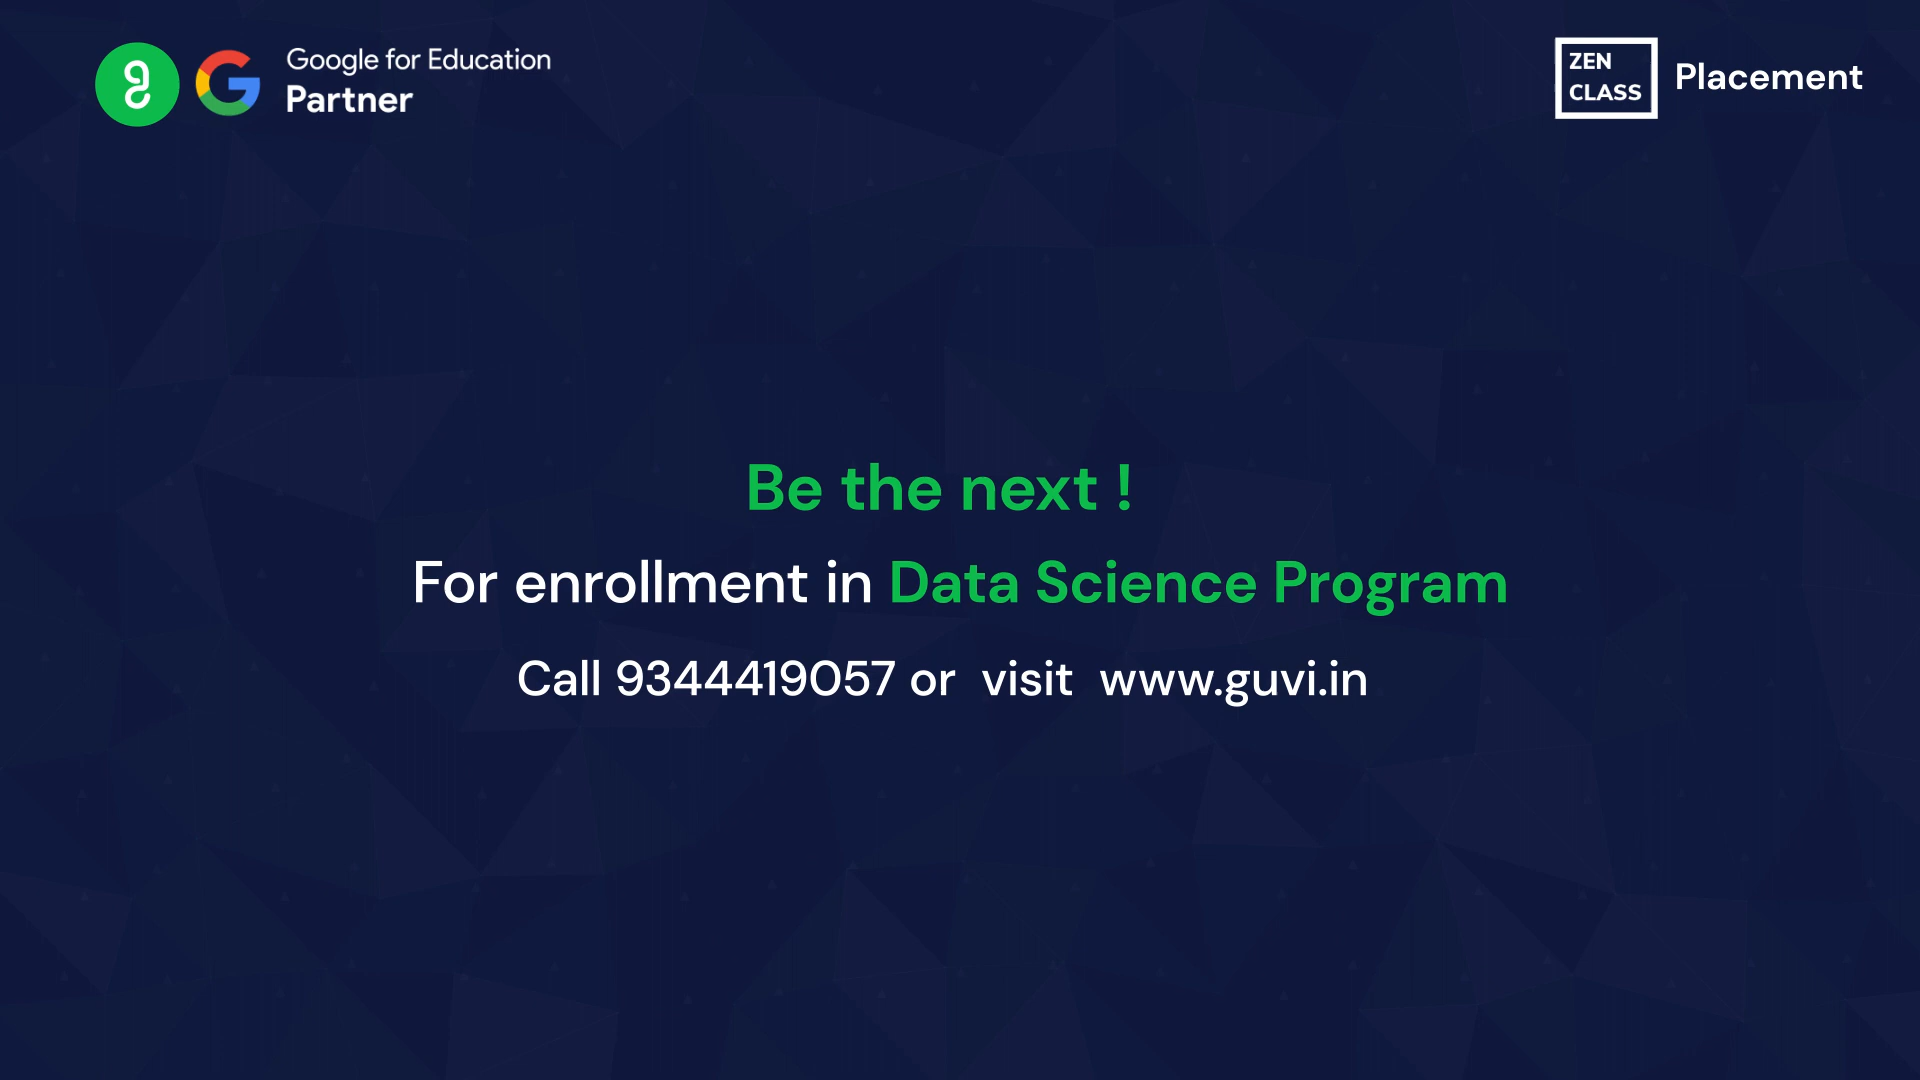 Google for Education
Partner
ZEN
CLASS
Placement
Be the next !
For enrollment in Data Science Program
Call 9344419057 or visit www.guvi.in